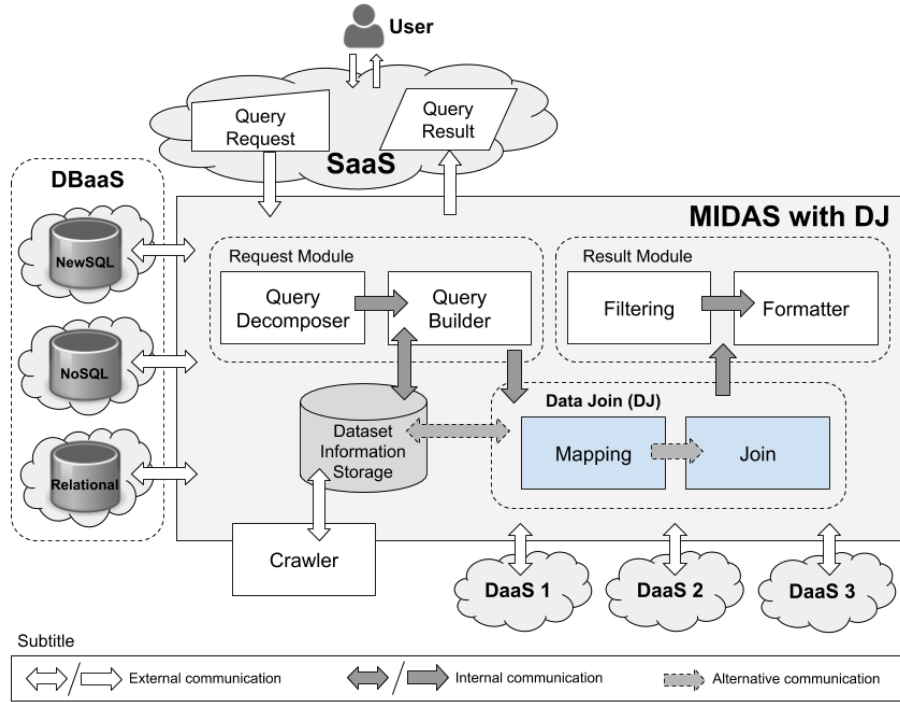 User
Query
Request
Query
Result
SaaS
DBaaS
NewSQL
NoSQL
Relational
MIDAS with DJ
Request Module
Query
Decomposer
Query
Builder
Result Module
Filtering
Formatter
Dataset
Information
Storage
Data Join (DJ)
Mapping
Join
Crawler
DaaS 1
DaaS 2
DaaS 3
Subtitle
External communication
Internal communication
Alternative communication